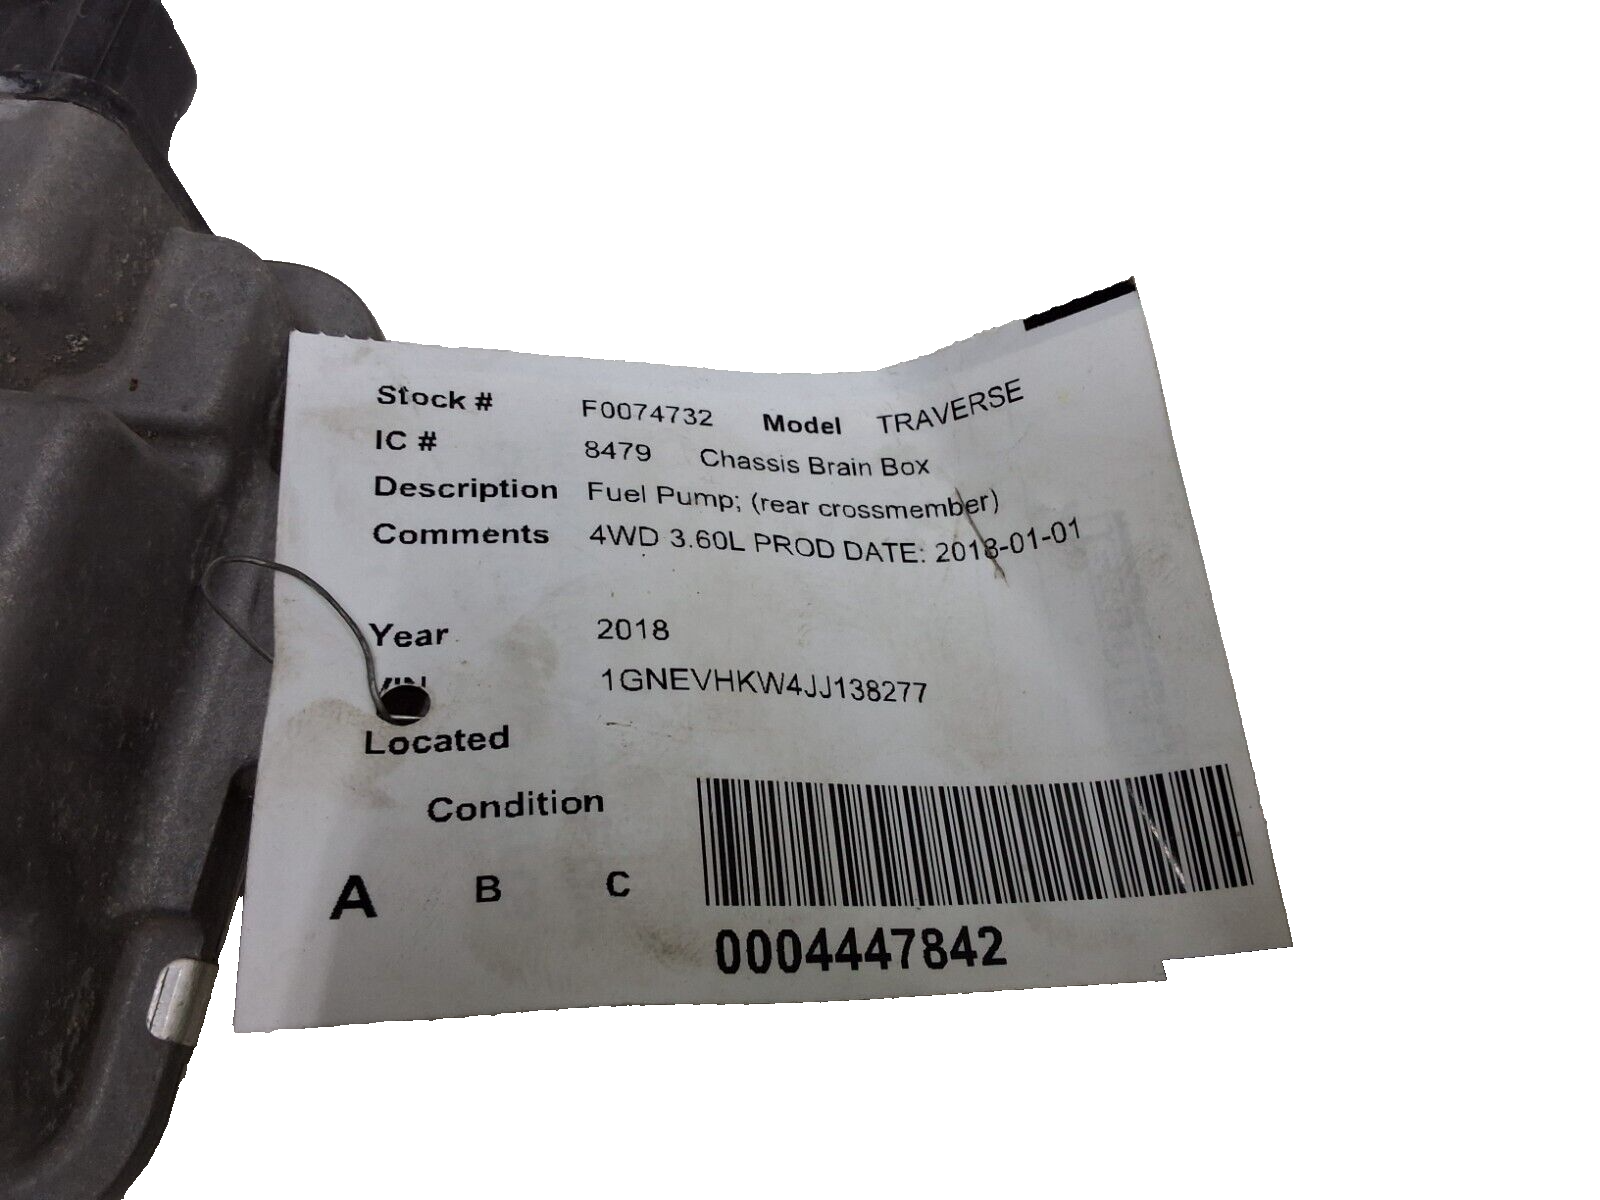 Stock # F0074732 Model TRAVERSE
IC # 8479 Chassis Brain Box
Description Fuel Pump; (rear crossmember)
Comments 4WD 3.60L PROD DATE: 2018-01-01
Year 2018
VIN 1GNEVHKW4JJ138277
Located
Condition
A B C
0004447842